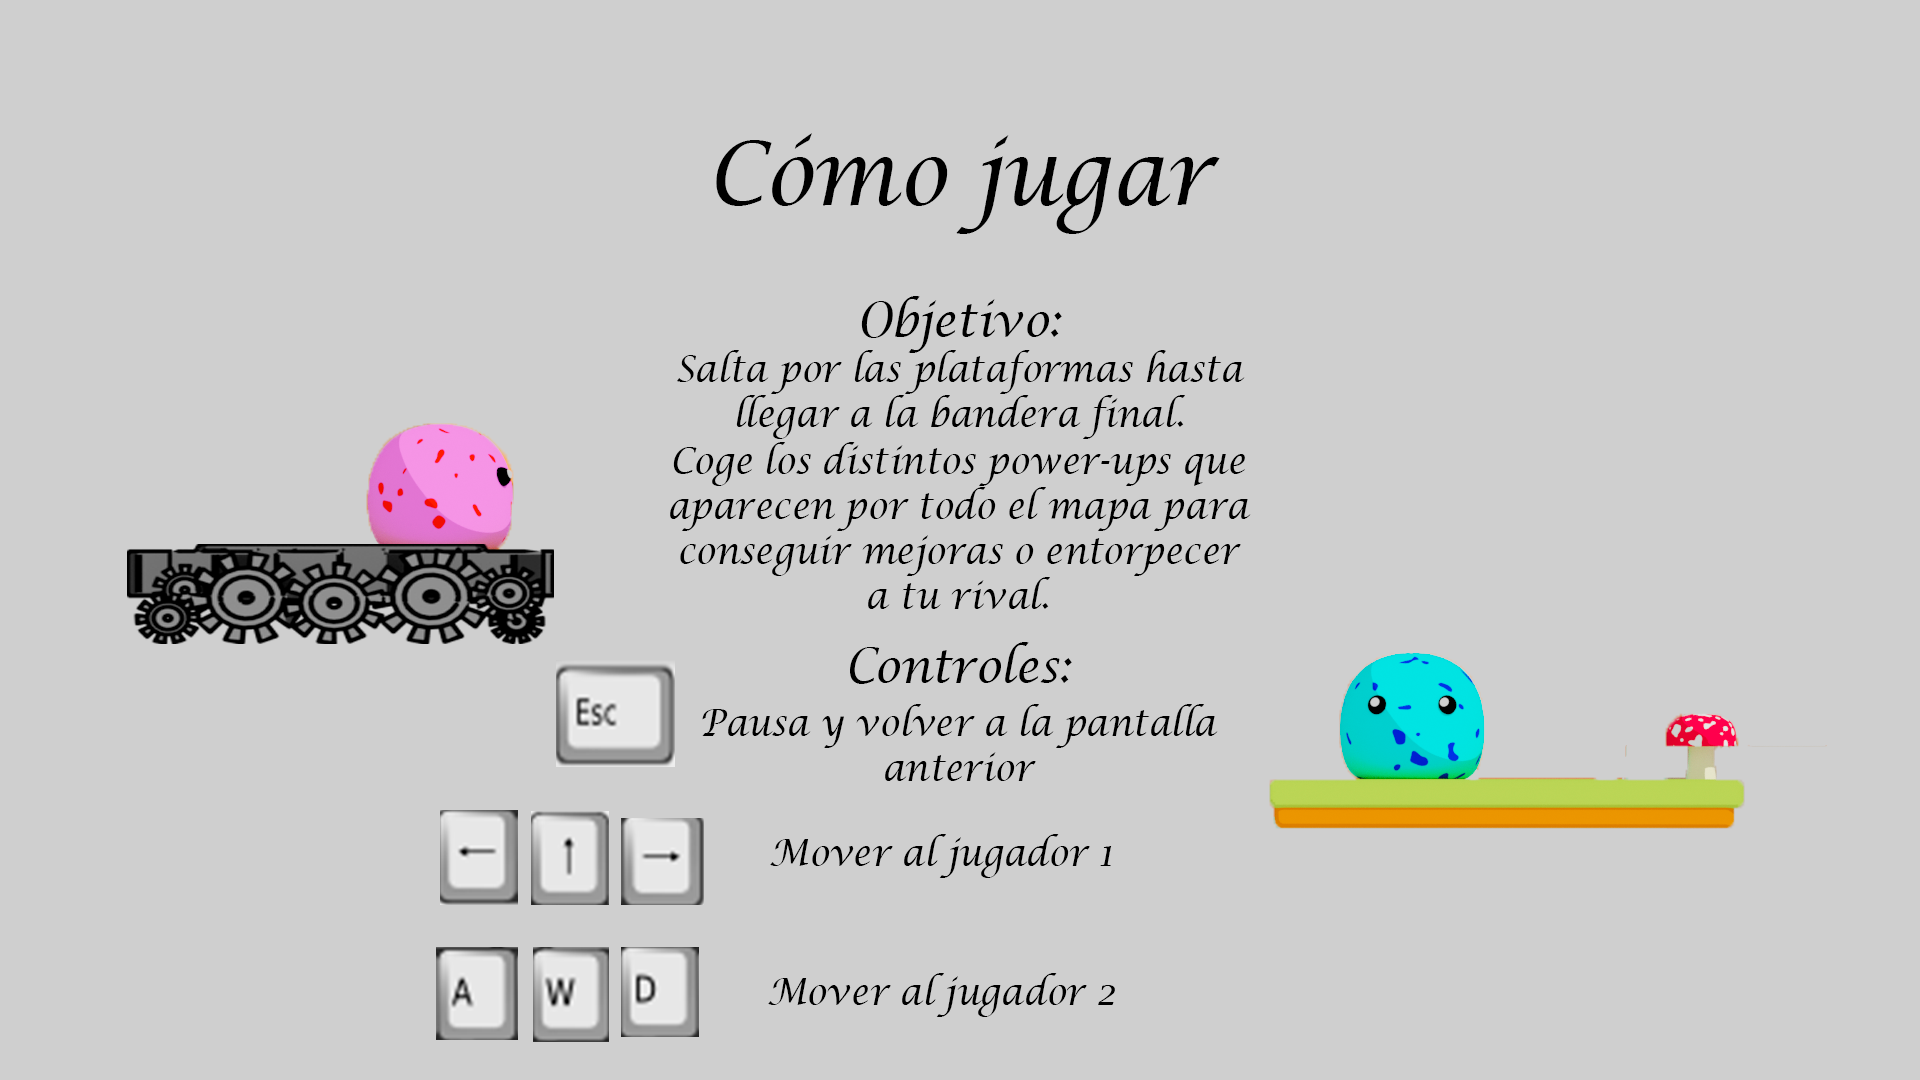 Cómo jugar
Objetivo:
Salta por las plataformas hasta
llegar a la bandera final.
Coge los distintos power-ups que
aparecen por todo el mapa para
conseguir mejoras o entorpecer
a tu rival.
Controles:
Esc
Pausa y volver a la pantalla
anterior
← ↑ →
Mover al jugador 1
A W D
Mover al jugador 2